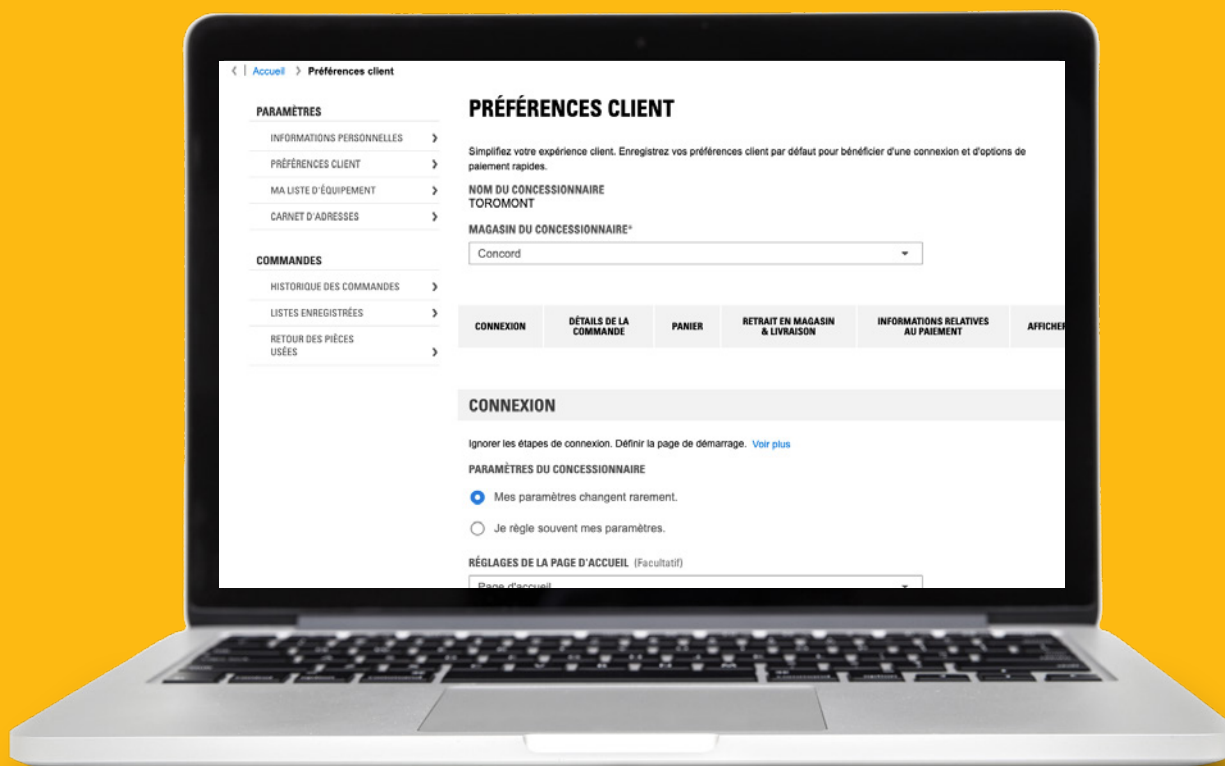 Accueil > Préférences client
PARAMÈTRES
INFORMATIONS PERSONNELLES
PRÉFÉRENCES CLIENT
MA LISTE D'ÉQUIPEMENT
CARNET D'ADRESSES
COMMANDES
HISTORIQUE DES COMMANDES
LISTES ENREGISTRÉES
RETOUR DES PIÈCES
USÉES
PRÉFÉRENCES CLIENT
Simplifiez votre expérience client. Enregistrez vos préférences client par défaut pour bénéficier d'une connexion et d'options de
paiement rapides.
NOM DU CONCESSIONNAIRE
TOROMONT
MAGASIN DU CONCESSIONNAIRE*
Concord
CONNEXION
DÉTAILS DE LA
COMMANDE
PANIER
RETRAIT EN MAGASIN
& LIVRAISON
INFORMATIONS RELATIVES
AU PAIEMENT
AFFICHER
CONNEXION
Ignorer les étapes de connexion. Définir la page de démarrage. Voir plus
PARAMÈTRES DU CONCESSIONNAIRE
Mes paramètres changent rarement.
Je règle souvent mes paramètres.
RÉGLAGES DE LA PAGE D'ACCUEIL (Facultatif)
Page d'accueil